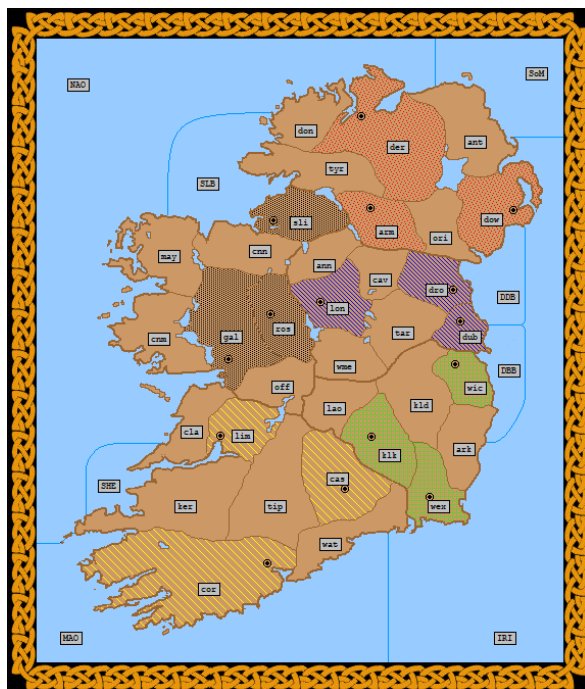 SoM
NAO
don
der
ant
tyr
SLB
sli
arm
dow
ori
may
cnn
ann
cav
dro
DDB
lon
cnm
gal
ros
tar
dub
wme
DBB
off
wic
lao
kld
cla
lim
klk
ark
cas
SHE
ker
tip
wex
wat
cor
MAO
IRI